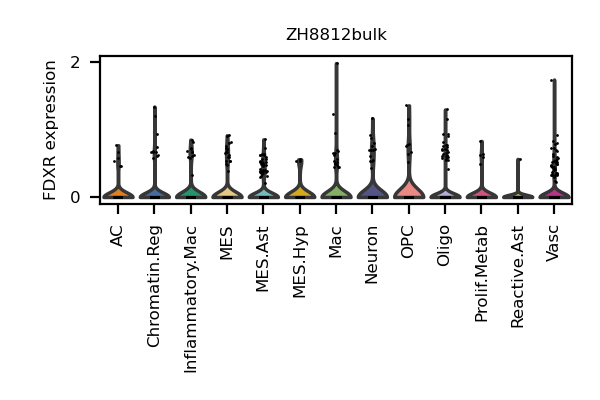 ZH8812bulk
FDXR expression
2
0
AC
Chromatin.Reg
Inflammatory.Mac
MES
MES.Ast
MES.Hyp
Mac
Neuron
OPC
Oligo
Prolif.Metab
Reactive.Ast
Vasc